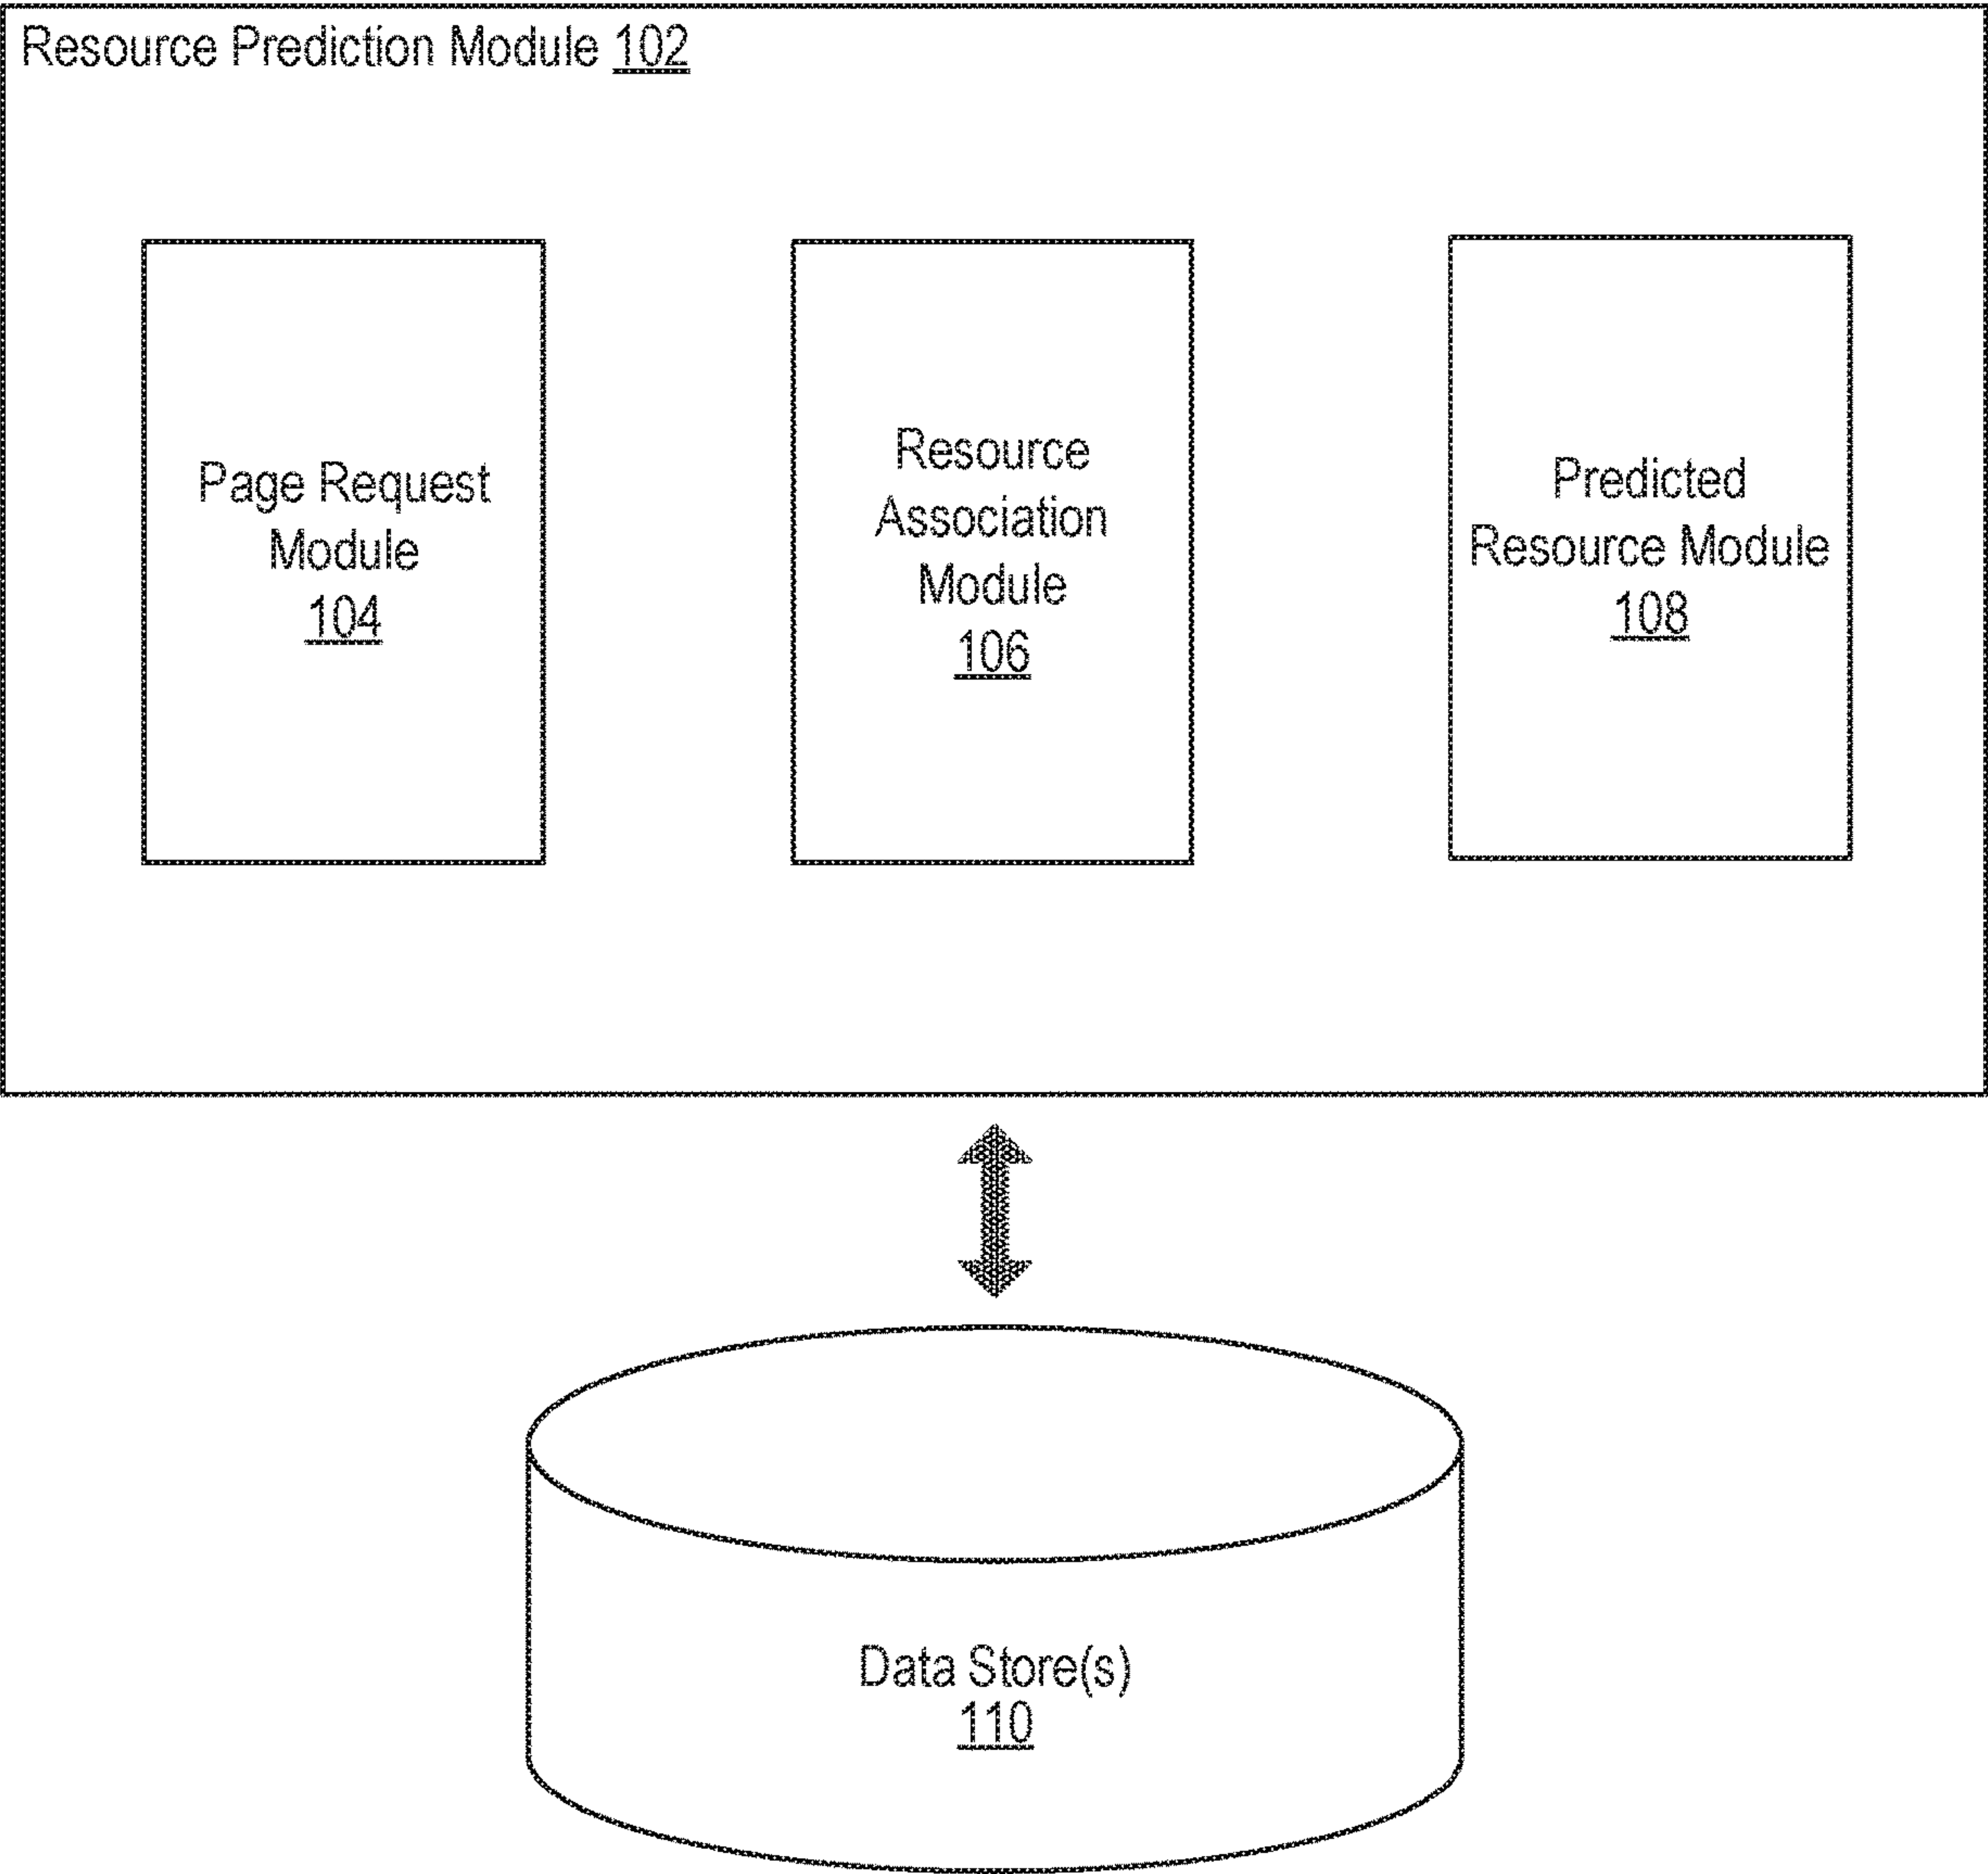 Resource Prediction Module 102
Page Request
Module
104
Resource
Association
Module
106
Predicted
Resource Module
108
Data Store(s)
110